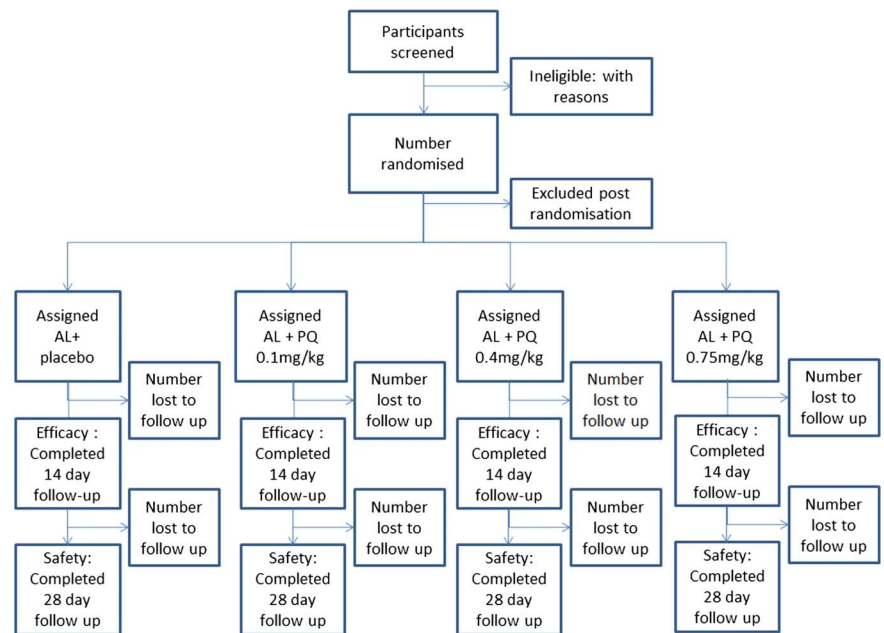 Participants
screened
Ineligible: with
reasons
Number
randomised
Excluded post
randomisation
Assigned
AL+
placebo
Assigned
AL + PQ
0.1mg/kg
Assigned
AL + PQ
0.4mg/kg
Assigned
AL + PQ
0.75mg/kg
Number
lost to
follow up
Number
lost to
follow up
Number
lost to
follow up
Number
lost to
follow up
Efficacy :
Completed
14 day
follow-up
Efficacy :
Completed
14 day
follow-up
Efficacy :
Completed
14 day
follow-up
Efficacy :
Completed
14 day
follow-up
Number
lost to
follow up
Number
lost to
follow up
Number
lost to
follow up
Number
lost to
follow up
Safety:
Completed
28 day
follow up
Safety:
Completed
28 day
follow up
Safety:
Completed
28 day
follow up
Safety:
Completed
28 day
follow up